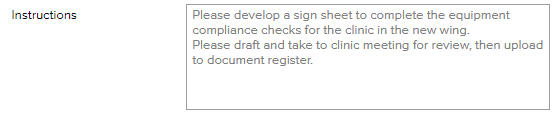 Instructions
Please develop a sign sheet to complete the equipment
compliance checks for the clinic in the new wing.
Please draft and take to clinic meeting for review, then upload
to document register.